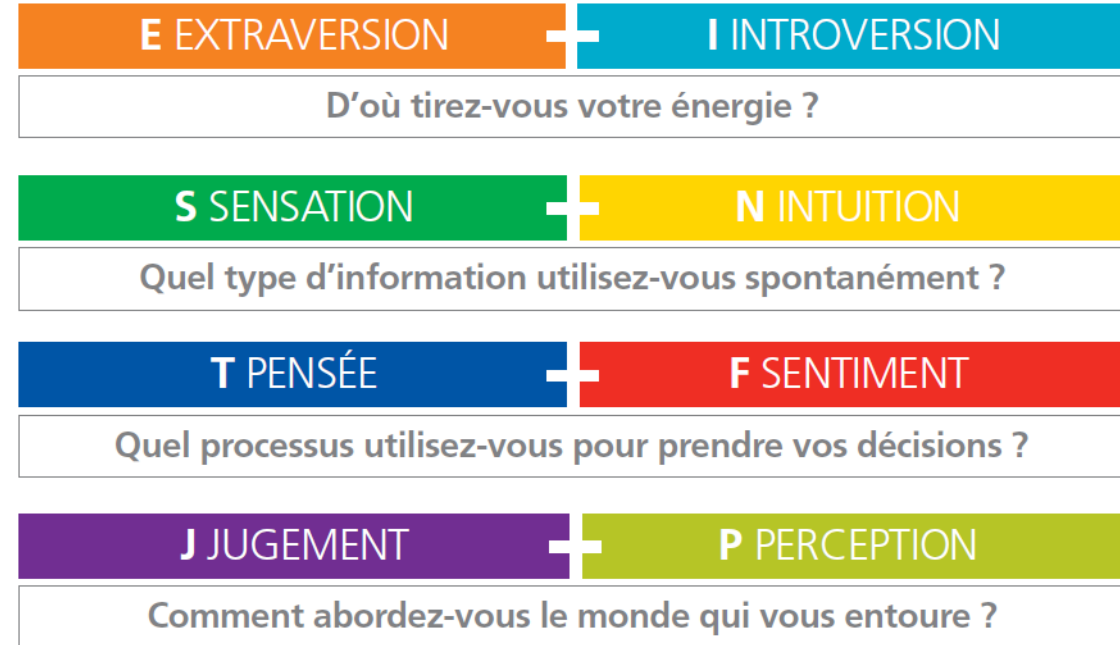 E EXTRAVERSION + I INTROVERSION
D'où tirez-vous votre énergie ?
S SENSATION + N INTUITION
Quel type d'information utilisez-vous spontanément ?
T PENSÉE + F SENTIMENT
Quel processus utilisez-vous pour prendre vos décisions ?
J JUGEMENT + P PERCEPTION
Comment abordez-vous le monde qui vous entoure ?